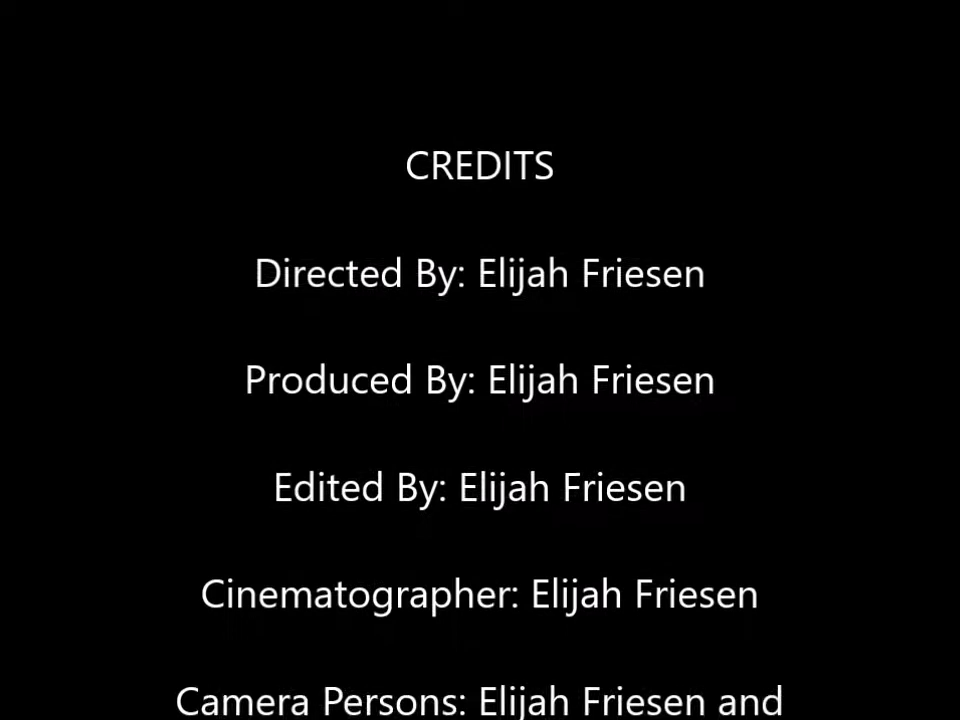 CREDITS
Directed By: Elijah Friesen
Produced By: Elijah Friesen
Edited By: Elijah Friesen
Cinematographer: Elijah Friesen
Camera Persons: Elijah Friesen and